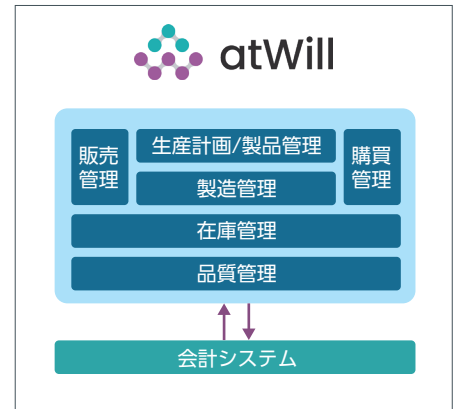 atWill
販売
管理
生産計画/製品管理
製造管理
購買
管理
在庫管理
品質管理
会計システム